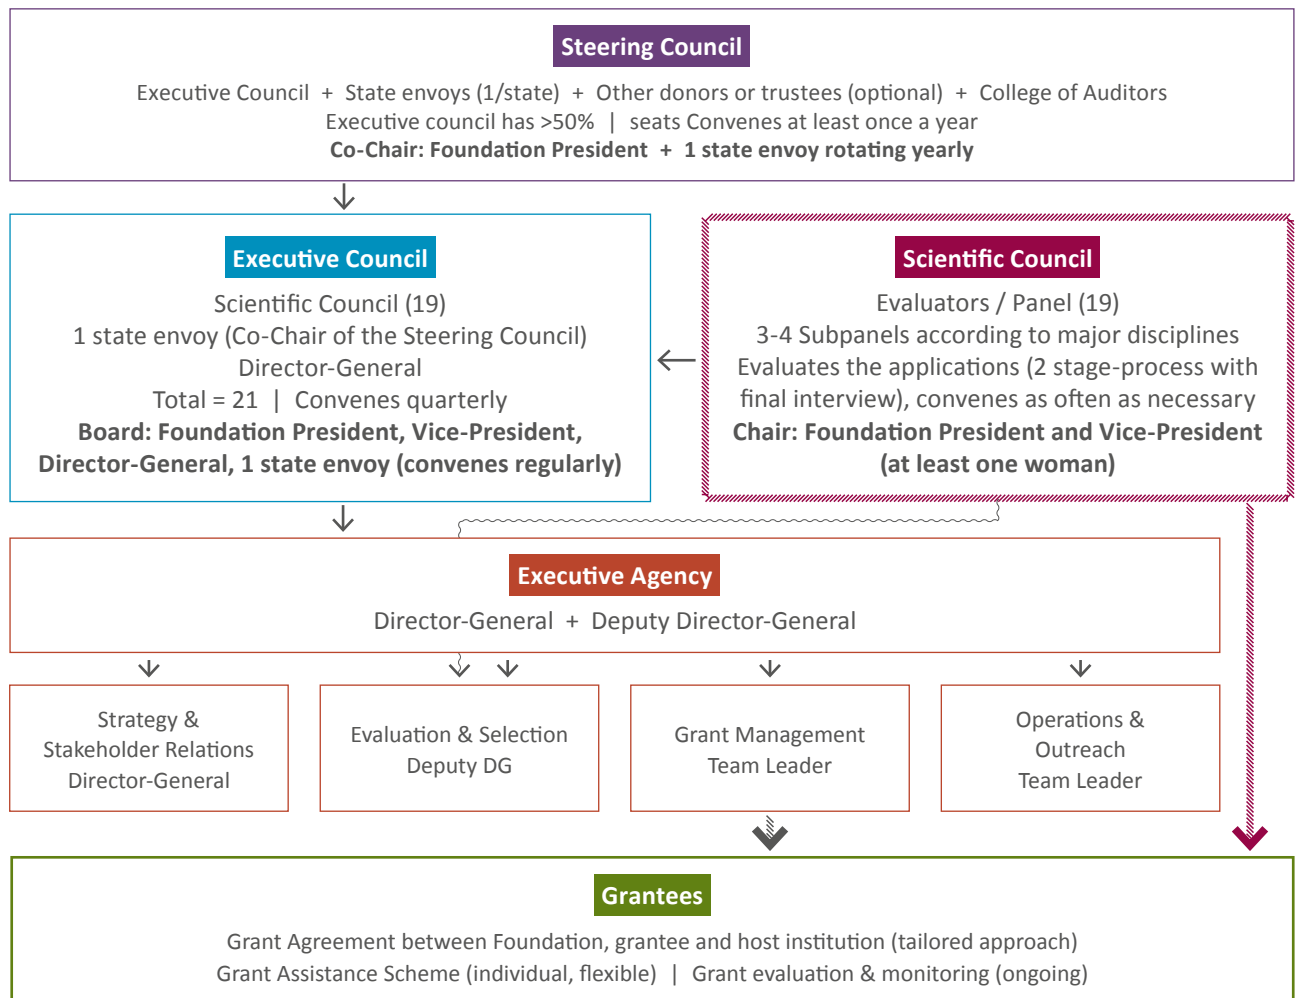 Steering Council
Executive Council + State envoys (1/state) + Other donors or trustees (optional) + College of Auditors
Executive council has >50% | seats Convenes at least once a year
Co-Chair: Foundation President + 1 state envoy rotating yearly
Executive Council
Scientific Council (19)
1 state envoy (Co-Chair of the Steering Council)
Director-General
Total = 21 | Convenes quarterly
Board: Foundation President, Vice-President,
Director-General, 1 state envoy (convenes regularly)
Scientific Council
Evaluators / Panel (19)
3-4 Subpanels according to major disciplines
Evaluates the applications (2 stage-process with
final interview), convenes as often as necessary
Chair: Foundation President and Vice-President
(at least one woman)
Executive Agency
Director-General + Deputy Director-General
Strategy &
Stakeholder Relations
Director-General
Evaluation & Selection
Deputy DG
Grant Management
Team Leader
Operations &
Outreach
Team Leader
Grantees
Grant Agreement between Foundation, grantee and host institution (tailored approach)
Grant Assistance Scheme (individual, flexible) | Grant evaluation & monitoring (ongoing)